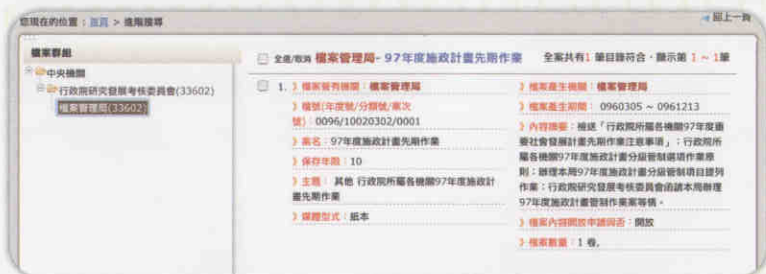 您現在的位置：首頁 > 進階搜尋
回上一頁
檔案群組
中央機關
行政院研究發展考核委員會(33602)
檔案管理局(33602)
全選/取消 檔案管理局- 97年度施政計畫先期作業
全案共有1 筆目錄符合，顯示第 1 ~ 1筆
1. 》檔案管有機關：檔案管理局
》檔號(年度號/分類號/案次
號)：0096/10020302/0001
》案名：97年度施政計畫先期作業
》保存年限：10
》主題： 其他 行政院所屬各機關97年度施政計
畫先期作業
》媒體型式：紙本
》檔案產生機關：檔案管理局
》檔案產生期間： 0960305 ~ 0961213
》內容摘要：檢送「行政院所屬各機關97年度重
要社會發展計畫先期作業注意事項」；行政院所
屬各機關97年度施政計畫分級管制選項作業原
則；辦理本局97年度施政計畫分級管制項目提列
作業；行政院研究發展考核委員會函請本局辦理
97年度施政計畫管制作業案等情。
》檔案內容開放申請與否：開放
》檔案數量：1 卷,